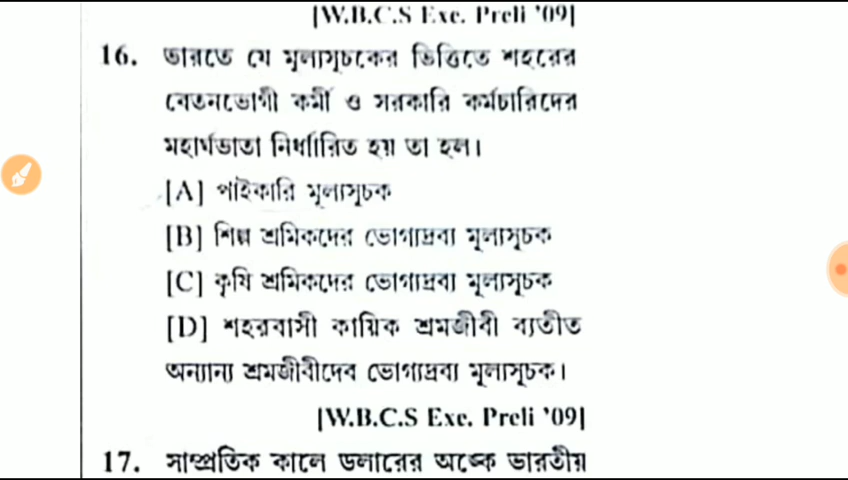 [W.B.C.S Exe. Preli '09]
16. ভারতে যে মূল্যসূচকের ভিত্তিতে শহরের
বেতনভোগী কর্মী ও সরকারি কর্মচারিদের
মহার্ঘভাতা নির্ধারিত হয় তা হল।
[A] পাইকারি মূল্যসূচক
[B] শিল্প শ্রমিকদের ভোগ্যদ্রব্য মূল্যসূচক
[C] কৃষি শ্রমিকদের ভোগ্যদ্রব্য মূল্যসূচক
[D] শহরবাসী কায়িক শ্রমজীবী ব্যতীত
অন্যান্য শ্রমজীবীদেব ভোগ্যদ্রব্য মূল্যসূচক।
[W.B.C.S Exe. Preli '09]
17. সাম্প্রতিক কালে ডলারের অঙ্কে ভারতীয়